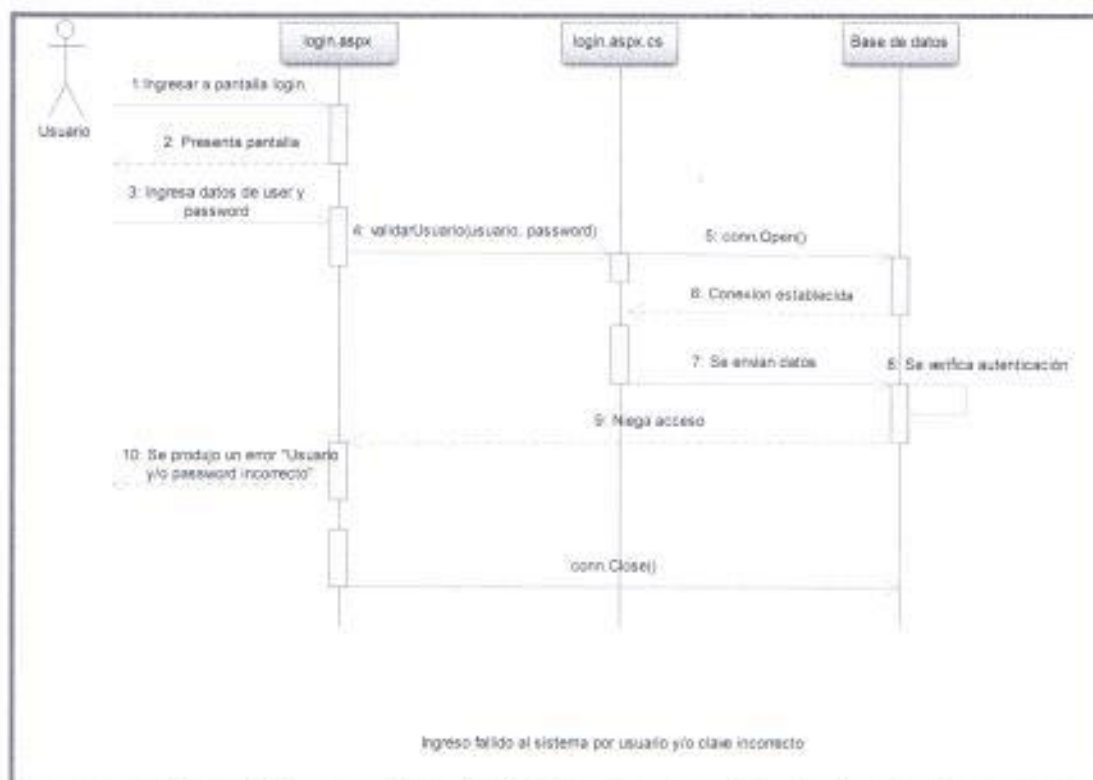 login.aspx
login.aspx.cs
Base de datos
Usuario
1:Ingresar a pantalla login
2: Presenta pantalla
3: Ingresa datos de user y
password
4: validarUsuario(usuario, password)
5: conn.Open()
6: Conexion establecida
7: Se envian datos
8: Se verifica autenticación
9: Niega acceso
10: Se produjo un error "Usuario
y/o password incorrecto"
conn.Close()
Ingreso fallido al sistema por usuario y/o clave incorrecto